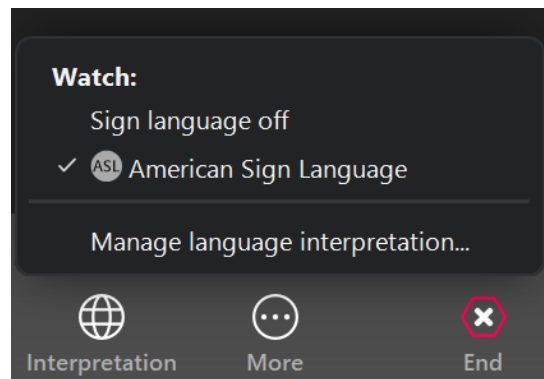 Watch:
Sign language off
ASL American Sign Language
Manage language interpretation...
Interpretation More End